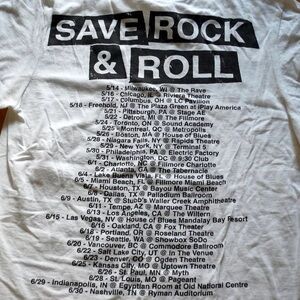 SAVE ROCK
& ROLL
5/14 - Milwaukee, WI @ The Rave
5/16 - Chicago, IL @ Riviera Theatre
5/17 - Columbus, OH @ LC Pavilion
5/18 - Freehold, NJ @ The Plaza Green at iPlay America
5/21 - Pittsburgh, PA @ Stage AE
5/22 - Detroit, MI @ The Fillmore
5/24 - Toronto, ON @ Sound Academy
5/25 - Montreal, QC @ Metropolis
5/26 - Boston, MA @ House of Blues
5/28 - Niagara Falls, NY @ Rapids Theatre
5/29 - New York, NY @ Terminal 5
5/30 - Philadelphia, PA @ Electric Factory
5/31 - Washington, DC @ 9:30 Club
6/1 - Charlotte, NC @ Fillmore Charlotte
6/2 - Atlanta, GA @ The Tabernacle
6/4 - Lake Buena Vista, FL @ House of Blues
6/5 - Miami Beach, FL @ Fillmore Miami Beach
6/7 - Houston, TX @ Bayou Music Center
6/8 - Dallas, TX @ Palladium Ballroom
6/9 - Austin, TX @ Stubb's Waller Creek Amphitheatre
6/11 - Tempe, AZ @ Marquee Theatre
6/13 - Los Angeles, CA @ The Wiltern
6/15 - Las Vegas, NV @ House of Blues Mandalay Bay Resort
6/16 - Oakland, CA @ Fox Theater
6/18 - Portland, OR @ Roseland Theatre
6/19 - Seattle, WA @ Showbox SoDo
6/20 - Vancouver, BC @ Commodore Ballroom
6/22 - Salt Lake City, UT @ In The Venue
6/23 - Denver, CO @ Ogden Theatre
6/25 - Kansas City, MO @ Uptown Theatre
6/26 - St. Paul, MN @ Myth
6/28 - St. Louis, MO @ Pageant
6/29 - Indianapolis, IN @ Egyptian Room at Old National Centre
6/30 - Nashville, TN @ Ryman Auditorium